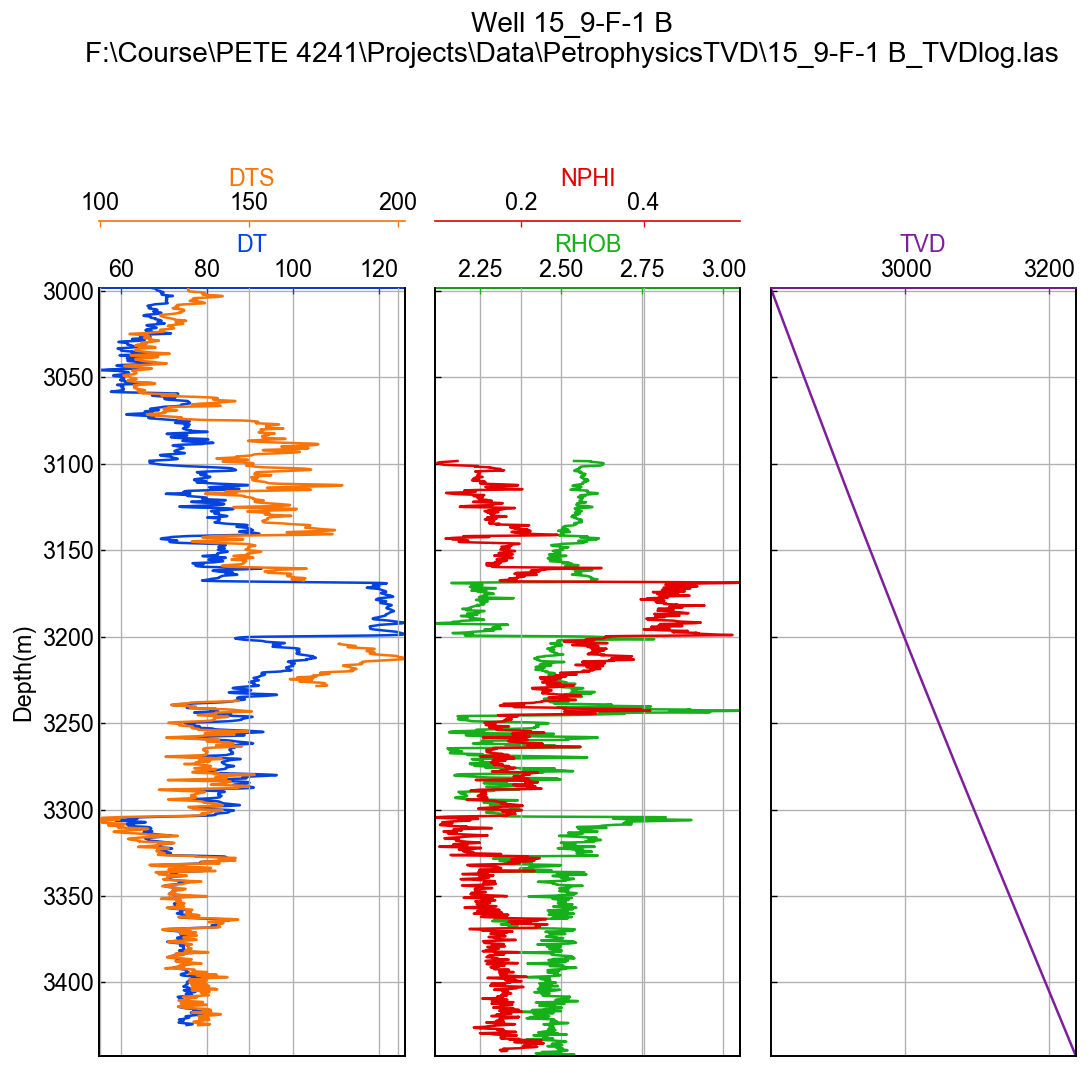 Well 15_9-F-1 B
F:\Course\PETE 4241\Projects\Data\PetrophysicsTVD\15_9-F-1 B_TVDlog.las
DTS
100 150 200
DT
60 80 100 120
NPHI
0.2 0.4
RHOB
2.25 2.50 2.75 3.00
TVD
3000 3200
Depth(m)
3000
3050
3100
3150
3200
3250
3300
3350
3400